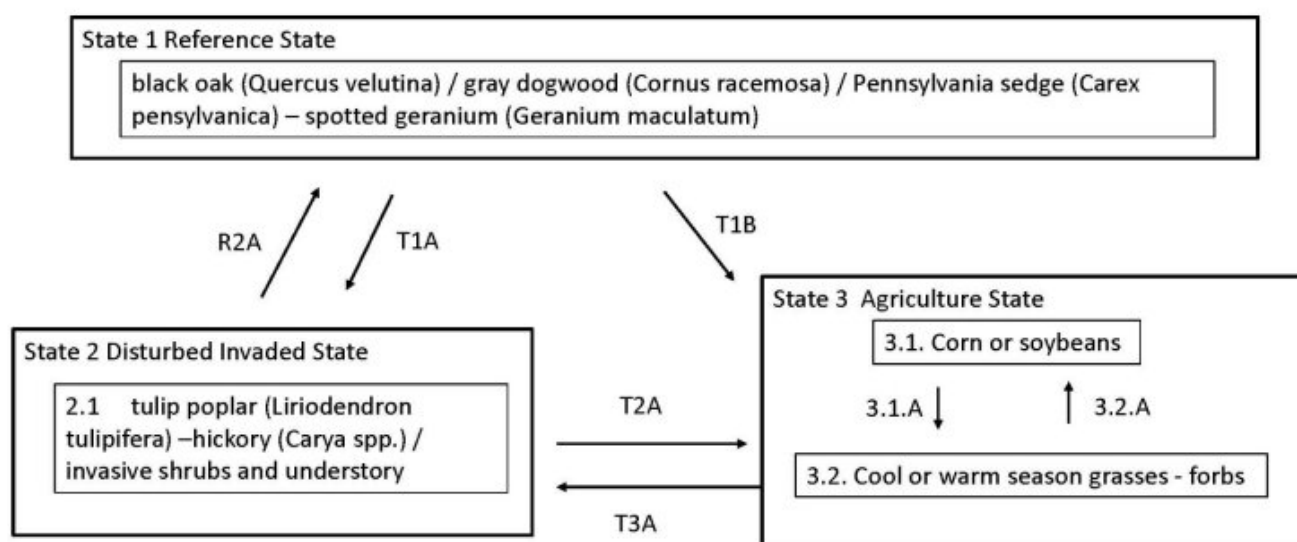 State 1 Reference State
black oak (Quercus velutina) / gray dogwood (Cornus racemosa) / Pennsylvania sedge (Carex
pensylvanica) – spotted geranium (Geranium maculatum)
R2A
T1A
T1B
State 2 Disturbed Invaded State
2.1 tulip poplar (Liriodendron
tulipifera) –hickory (Carya spp.) /
invasive shrubs and understory
T2A
T3A
State 3 Agriculture State
3.1. Corn or soybeans
3.1.A
3.2.A
3.2. Cool or warm season grasses - forbs